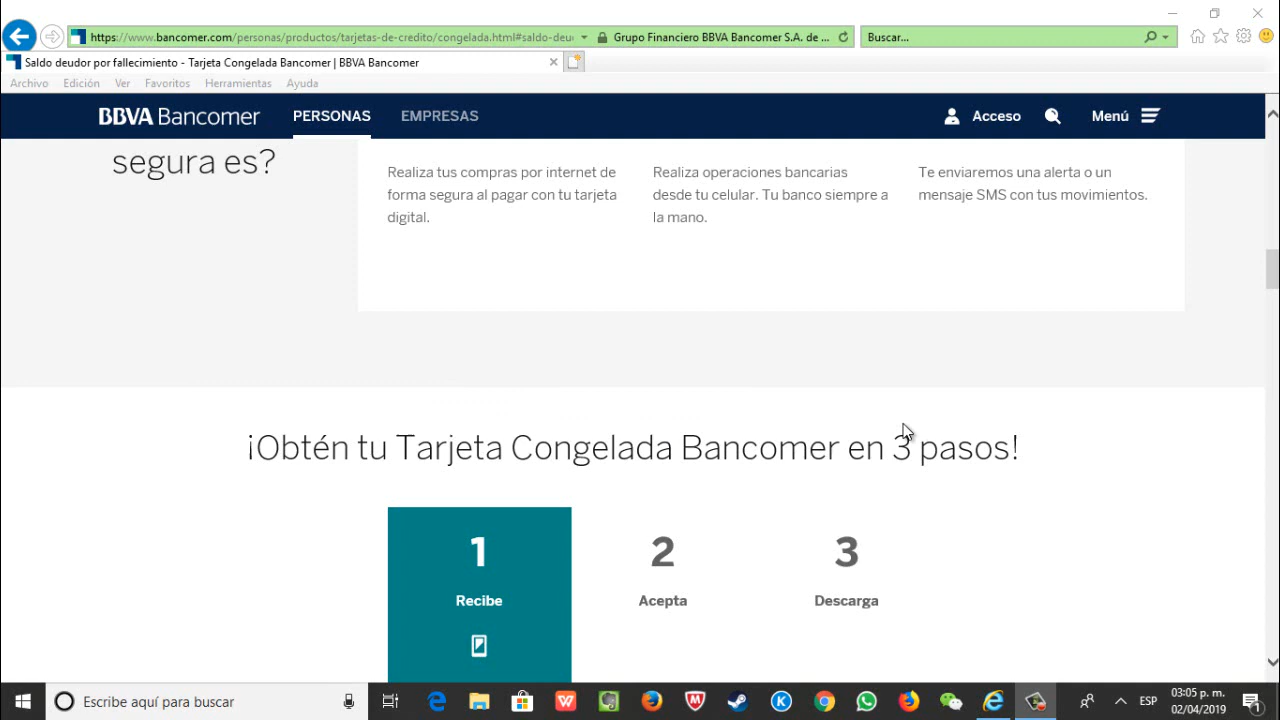 https://www.bancomer.com/personas/productos/tarjetas-de-credito/congelada.html#saldo-deu
Grupo Financiero BBVA Bancomer S.A. de ...
Buscar...
Saldo deudor por fallecimiento - Tarjeta Congelada Bancomer | BBVA Bancomer
Archivo Edición Ver Favoritos Herramientas Ayuda
BBVA Bancomer PERSONAS EMPRESAS Acceso Menú
segura es?
Realiza tus compras por internet de
forma segura al pagar con tu tarjeta
digital.
Realiza operaciones bancarias
desde tu celular. Tu banco siempre a
la mano.
Te enviaremos una alerta o un
mensaje SMS con tus movimientos.
¡Obtén tu Tarjeta Congelada Bancomer en 3 pasos!
1
Recibe
2
Acepta
3
Descarga
Escribe aquí para buscar
ESP
03:05 p. m.
02/04/2019
1